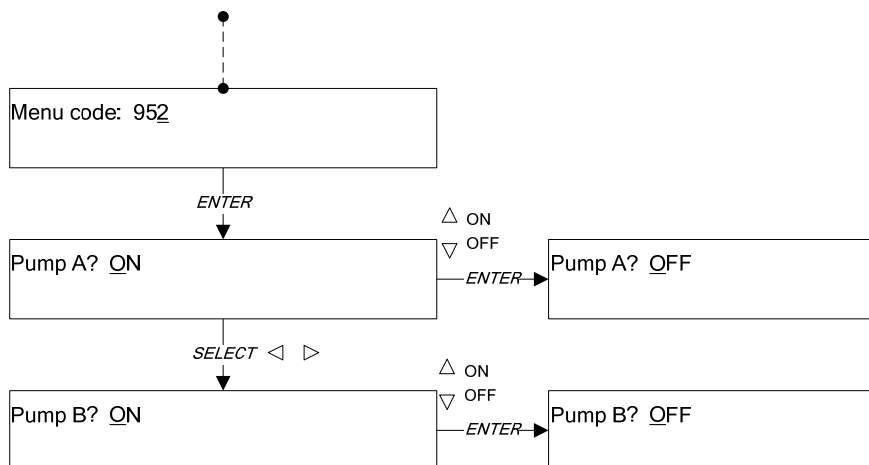 Menu code: 952
ENTER
ON
OFF
Pump A? ON
ENTER
Pump A? OFF
SELECT
ON
OFF
Pump B? ON
ENTER
Pump B? OFF